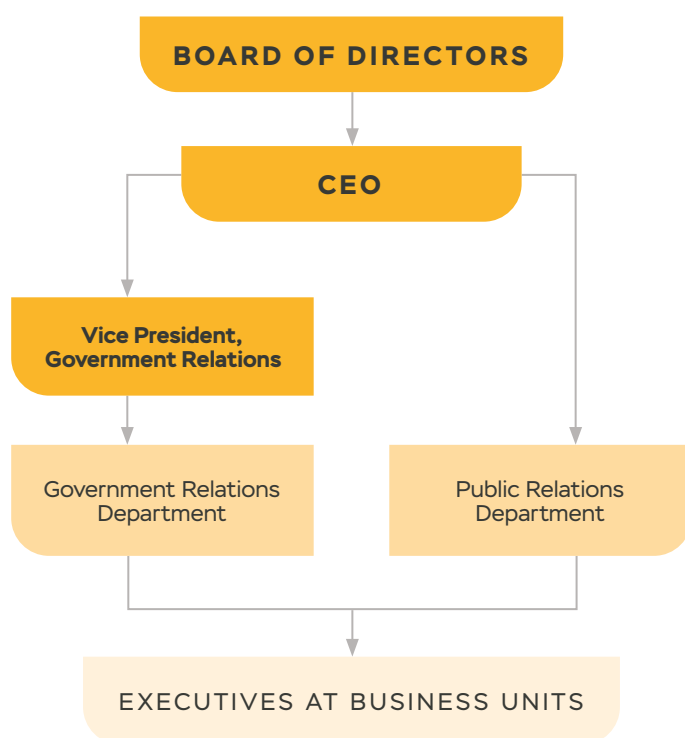 BOARD OF DIRECTORS
CEO
Vice President,
Government Relations
Government Relations
Department
Public Relations
Department
EXECUTIVES AT BUSINESS UNITS